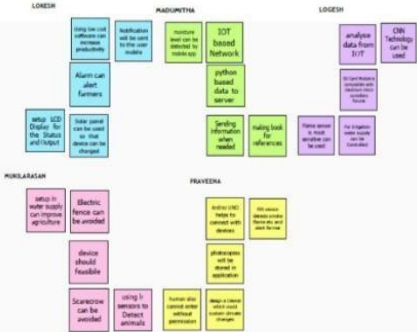 LOKESH
MADUMITHA
LOGESH
Using low cost
software can
increase
productivity
Notification
will be sent
to the user
mobile
moisture
level can be
detected by
mobile app
IOT
based
Network
analyse
data from
IOT
CNN
Technology
can be
used
Alarm can
alert
farmers
python
based
data to
server
setup LCD
Display for
the Status
and Output
Solar panel
can be used
so that
device can be
changed
Sending
information
when
needed
making book
for
references
Flame sensor
is most
sensitive can
be used
For irrigation
water supply
can be
MUKILARASAN
PRAVEENA
setup in
water supply
can improve
agriculture
Electric
fence can
be avoided
Arduino UNO
helps to
connect with
devices
device
should
feasible
photocopies
will be
stored in
application
Scarecrow
can be
avoided
using Ir
sensors to
Detect
animals
human also
cannot enter
without
permission
design a Device
which could
sustain climate
changes